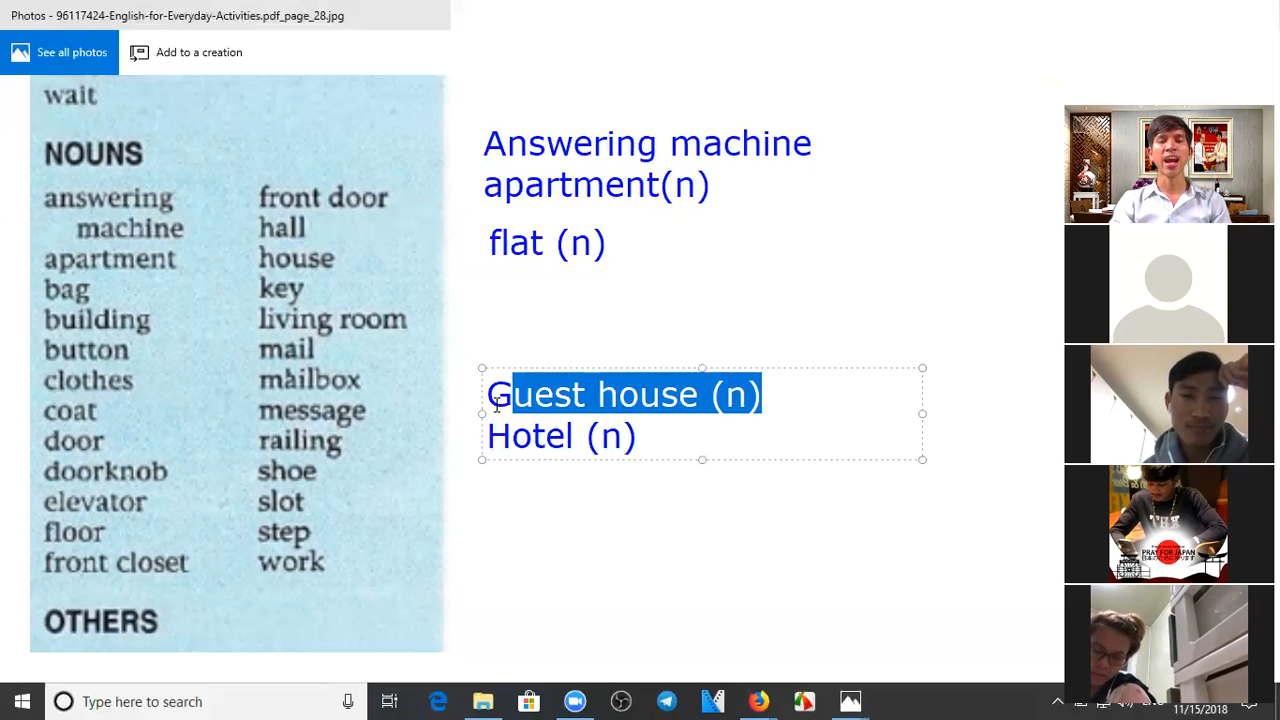 Photos - 96117424-English-for-Everyday-Activities.pdf_page_28.jpg
See all photos
Add to a creation
wait
NOUNS
answering
machine
apartment
bag
building
button
clothes
coat
door
doorknob
elevator
floor
front closet
front door
hall
house
key
living room
mail
mailbox
message
railing
shoe
slot
step
work
OTHERS
Answering machine
apartment(n)
flat (n)
Guest house (n)
Hotel (n)
PRAY FOR JAPAN
Type here to search
11/15/2018